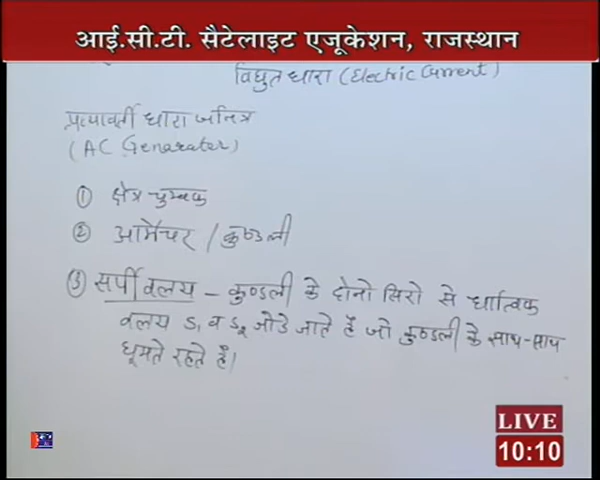 आई.सी.टी. सैटेलाइट एजूकेशन, राजस्थान
विद्युत धारा (Electric Current)
प्रत्यावर्ती धारा जनित्र
(AC Genarater)
① क्षेत्र चुम्बक
② आर्मेचर / कुण्डली
③ सर्पी वलय – कुण्डली के दोनो सिरो से धात्विक
वलय S₁ व S₂ जोडे जाते हैं जो कुण्डली के साथ-साथ
घूमते रहते हैं।
LIVE
10:10